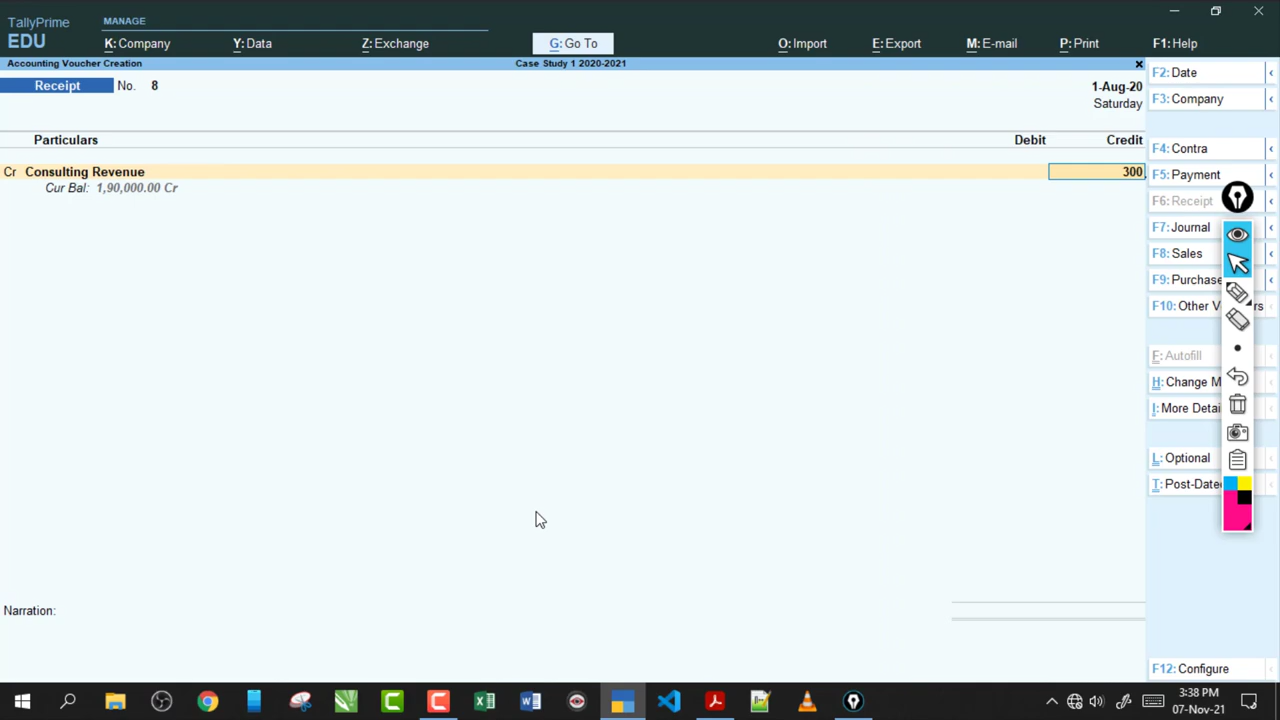 TallyPrime
EDU
MANAGE
K: Company
Y: Data
Z: Exchange
G: Go To
O: Import
E: Export
M: E-mail
P: Print
F1: Help
Accounting Voucher Creation
Case Study 1 2020-2021
Receipt No. 8
1-Aug-20
Saturday
Particulars
Debit
Credit
Cr Consulting Revenue
300
Cur Bal: 1,90,000.00 Cr
Narration:
F2: Date
F3: Company
F4: Contra
F5: Payment
F6: Receipt
F7: Journal
F8: Sales
F9: Purchase
F10: Other V rs
F: Autofill
H: Change M
I: More Detai
L: Optional
T: Post-Date
F12: Configure
3:38 PM
07-Nov-21